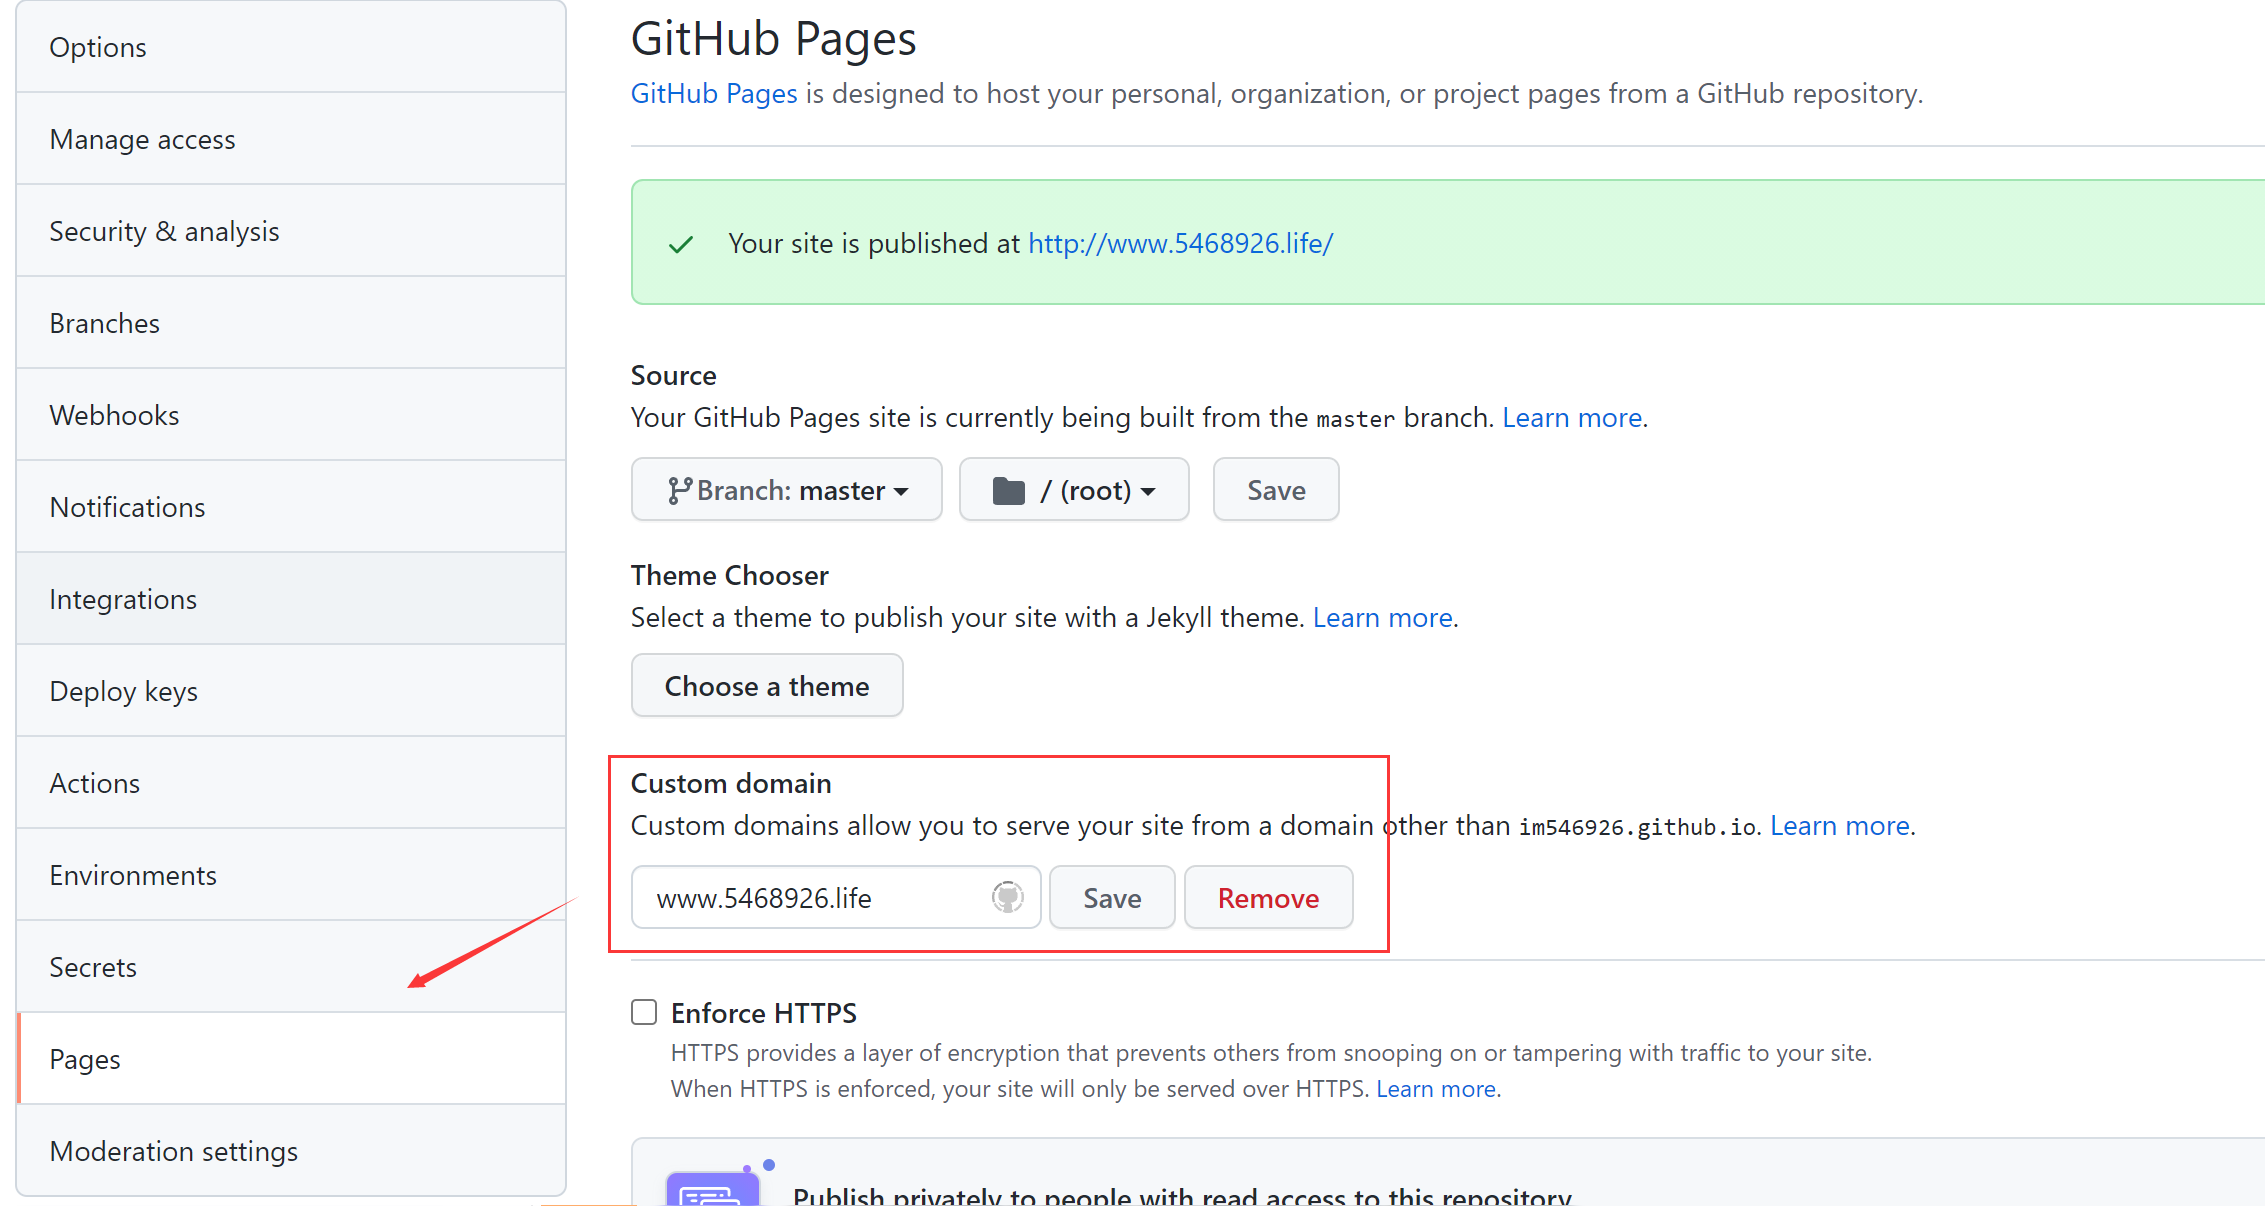 Options
Manage access
Security & analysis
Branches
Webhooks
Notifications
Integrations
Deploy keys
Actions
Environments
Secrets
Pages
Moderation settings
GitHub Pages
GitHub Pages is designed to host your personal, organization, or project pages from a GitHub repository.
Your site is published at http://www.5468926.life/
Source
Your GitHub Pages site is currently being built from the master branch. Learn more.
Branch: master
/ (root)
Save
Theme Chooser
Select a theme to publish your site with a Jekyll theme. Learn more.
Choose a theme
Custom domain
Custom domains allow you to serve your site from a domain other than im546926.github.io. Learn more.
www.5468926.life
Save
Remove
Enforce HTTPS
HTTPS provides a layer of encryption that prevents others from snooping on or tampering with traffic to your site.
When HTTPS is enforced, your site will only be served over HTTPS. Learn more.
Publish privately to people with read access to this repository